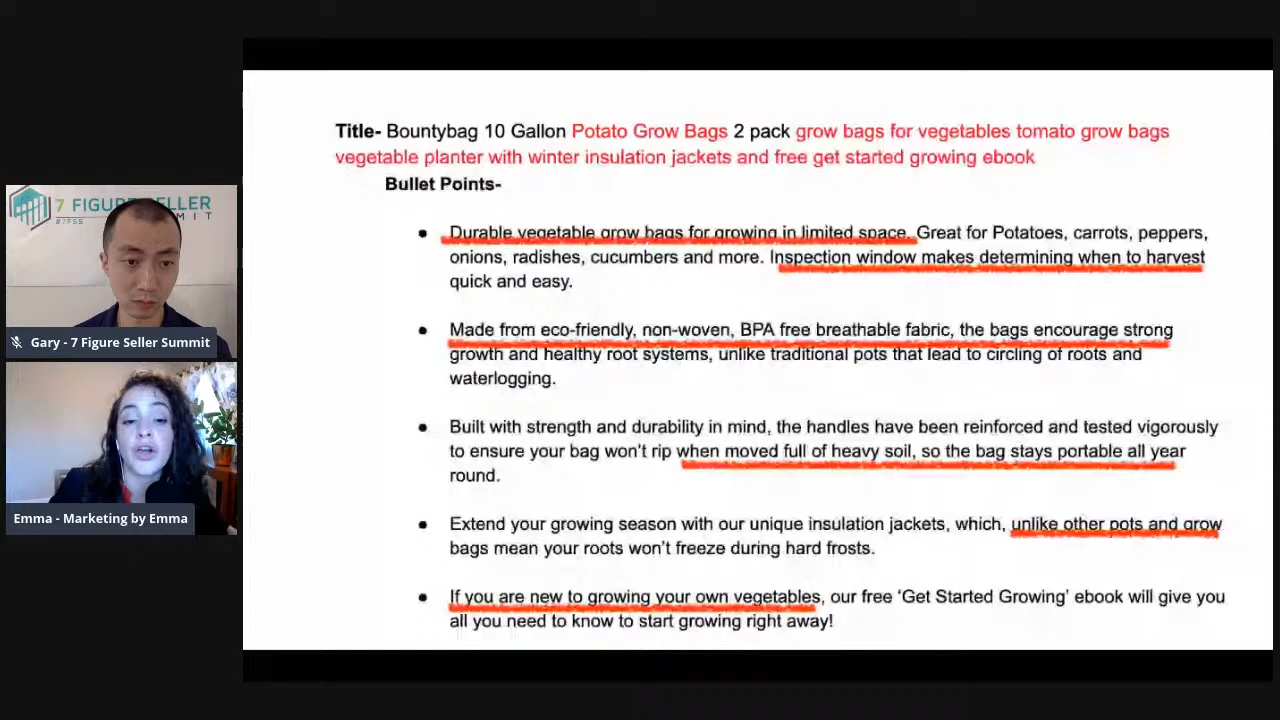 7 FIGURE SELLER
#7FSS
Gary - 7 Figure Seller Summit
Emma - Marketing by Emma
Title- Bountybag 10 Gallon Potato Grow Bags 2 pack grow bags for vegetables tomato grow bags
vegetable planter with winter insulation jackets and free get started growing ebook
Bullet Points-
● Durable vegetable grow bags for growing in limited space. Great for Potatoes, carrots, peppers,
onions, radishes, cucumbers and more. Inspection window makes determining when to harvest
quick and easy.
● Made from eco-friendly, non-woven, BPA free breathable fabric, the bags encourage strong
growth and healthy root systems, unlike traditional pots that lead to circling of roots and
waterlogging.
● Built with strength and durability in mind, the handles have been reinforced and tested vigorously
to ensure your bag won’t rip when moved full of heavy soil, so the bag stays portable all year
round.
● Extend your growing season with our unique insulation jackets, which, unlike other pots and grow
bags mean your roots won’t freeze during hard frosts.
● If you are new to growing your own vegetables, our free ‘Get Started Growing’ ebook will give you
all you need to know to start growing right away!